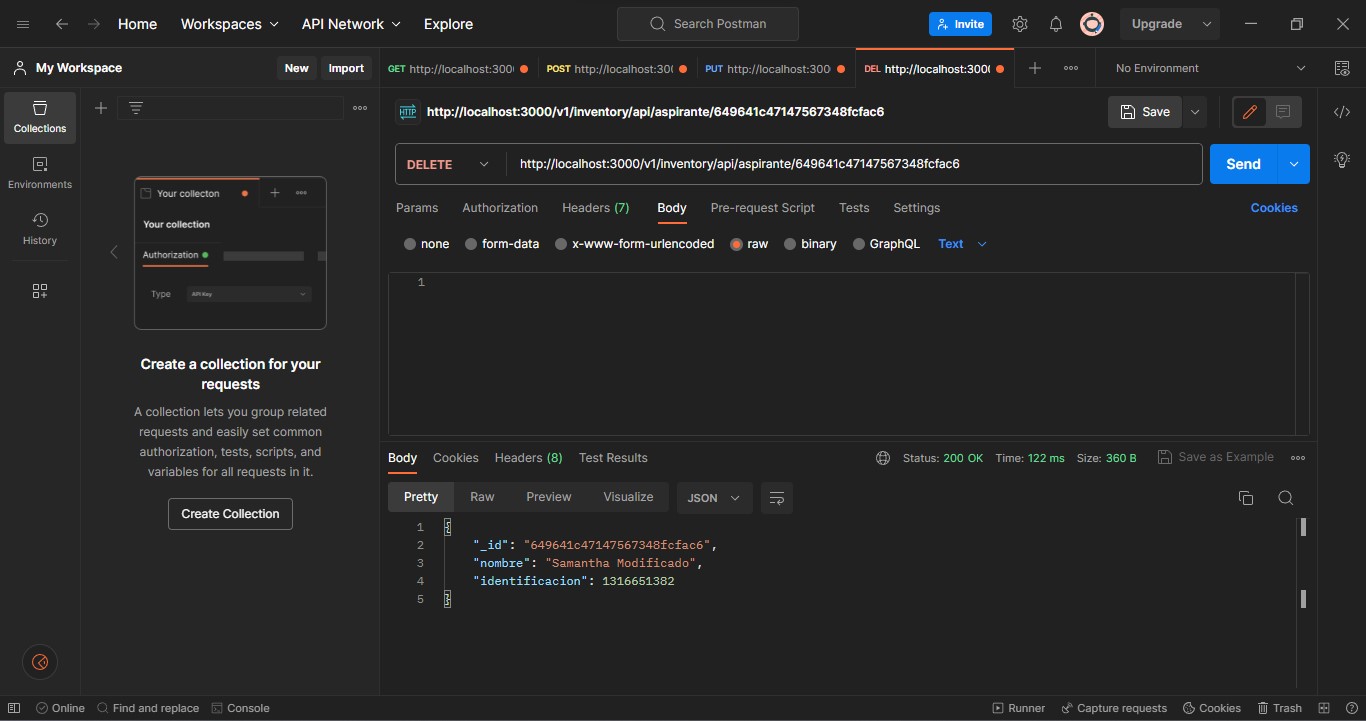 Home Workspaces API Network Explore Search Postman Invite Upgrade
My Workspace New Import GET http://localhost:300 POST http://localhost:300 PUT http://localhost:300 DEL http://localhost:300 No Environment
Collections
Environments
History
Your collecton
Your collection
Authorization
Type API Key
Create a collection for your
requests
A collection lets you group related
requests and easily set common
authorization, tests, scripts, and
variables for all requests in it.
Create Collection
HTTP http://localhost:3000/v1/inventory/api/aspirante/649641c47147567348fcfac6 Save
DELETE http://localhost:3000/v1/inventory/api/aspirante/649641c47147567348fcfac6 Send
Params Authorization Headers (7) Body Pre-request Script Tests Settings Cookies
none form-data x-www-form-urlencoded raw binary GraphQL Text
1
Body Cookies Headers (8) Test Results Status: 200 OK Time: 122 ms Size: 360 B Save as Example
Pretty Raw Preview Visualize JSON
1 {
2 "_id": "649641c47147567348fcfac6",
3 "nombre": "Samantha Modificado",
4 "identificacion": 1316651382
5 }
Online Find and replace Console Runner Capture requests Cookies Trash